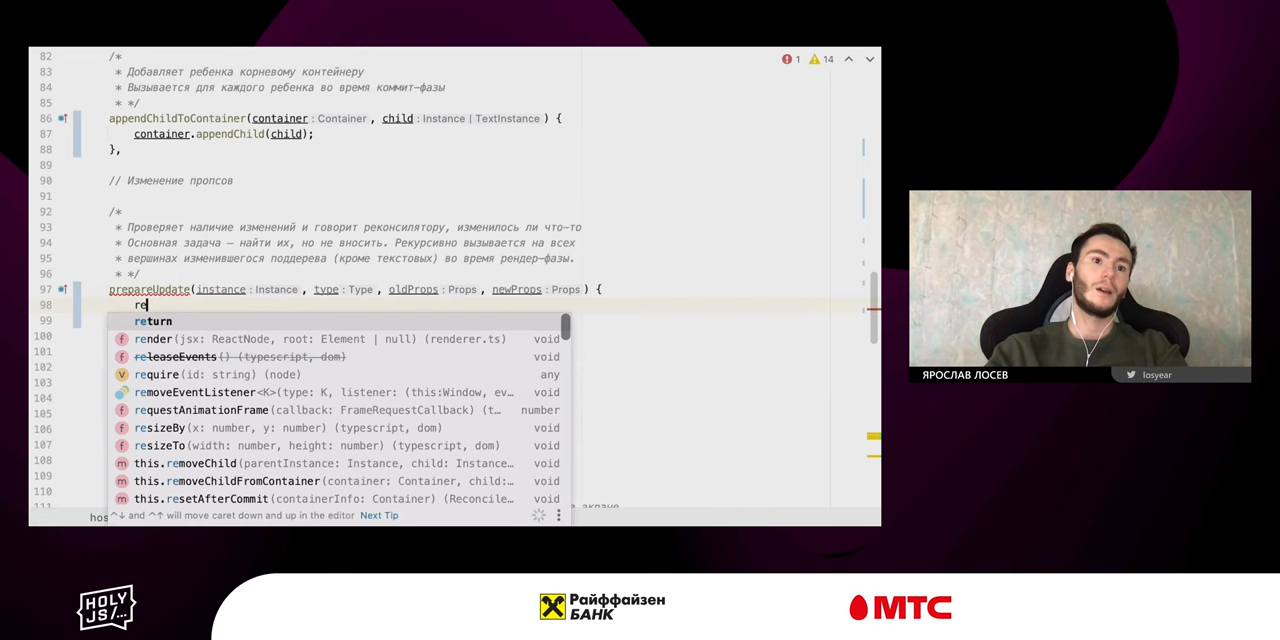 82 /*
83 * Добавляет ребенка корневому контейнеру
84 * Вызывается для каждого ребенка во время коммит-фазы
85 * */
86 appendChildToContainer(container : Container , child : Instance | TextInstance ) {
87 container.appendChild(child);
88 },
89
90 // Изменение пропсов
91
92 /*
93 * Проверяет наличие изменений и говорит реконсилятору, изменилось ли что-то
94 * Основная задача — найти их, но не вносить. Рекурсивно вызывается на всех
95 * вершинах изменившегося поддерева (кроме текстовых) во время рендер-фазы.
96 * */
97 prepareUpdate(instance : Instance , type : Type , oldProps : Props , newProps : Props ) {
98 re
99 return
100 render(jsx: ReactNode, root: Element | null) (renderer.ts) void
101 releaseEvents() (typescript, dom) void
102 require(id: string) (node) any
103 removeEventListener<K>(type: K, listener: (this:Window, ev… void
104 requestAnimationFrame(callback: FrameRequestCallback) (t… number
105
106 resizeBy(x: number, y: number) (typescript, dom) void
107 resizeTo(width: number, height: number) (typescript, dom) void
108 this.removeChild(parentInstance: Instance, child: Instance… void
109 this.removeChildFromContainer(container: Container, child:… void
110 this.resetAfterCommit(containerInfo: Container) (Reconcile… void
111
hos
^↓ and ^↑ will move caret down and up in the editor Next Tip
1 14
ЯРОСЛАВ ЛОСЕВ
losyear
HOLY JS/...
Райффайзен
БАНК
МТС